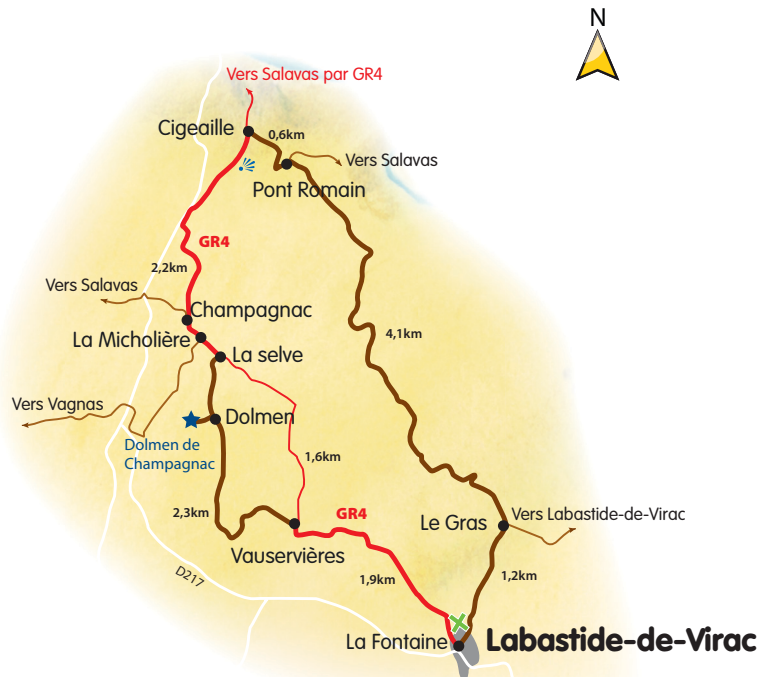 N
Vers Salavas par GR4
Cigeaille
0,6km
Vers Salavas
Pont Romain
GR4
2,2km
Vers Salavas
Champagnac
La Micholière
4,1km
La selve
Vers Vagnas
Dolmen
Dolmen de
Champagnac
1,6km
2,3km
GR4
Le Gras
Vers Labastide-de-Virac
Vauservières
D217
1,9km
1,2km
La Fontaine
Labastide-de-Virac